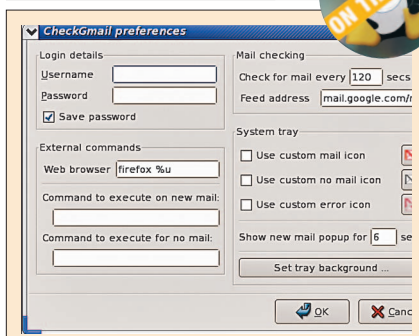 ON T
CheckGmail preferences
Login details
Username
Password
Save password
External commands
Web browser firefox %u
Command to execute on new mail:
Command to execute for no mail:
Mail checking
Check for mail every 120 secs
Feed address mail.google.com/
System tray
Use custom mail icon
Use custom no mail icon
Use custom error icon
Show new mail popup for 6 se
Set tray background ...
OK
Canc